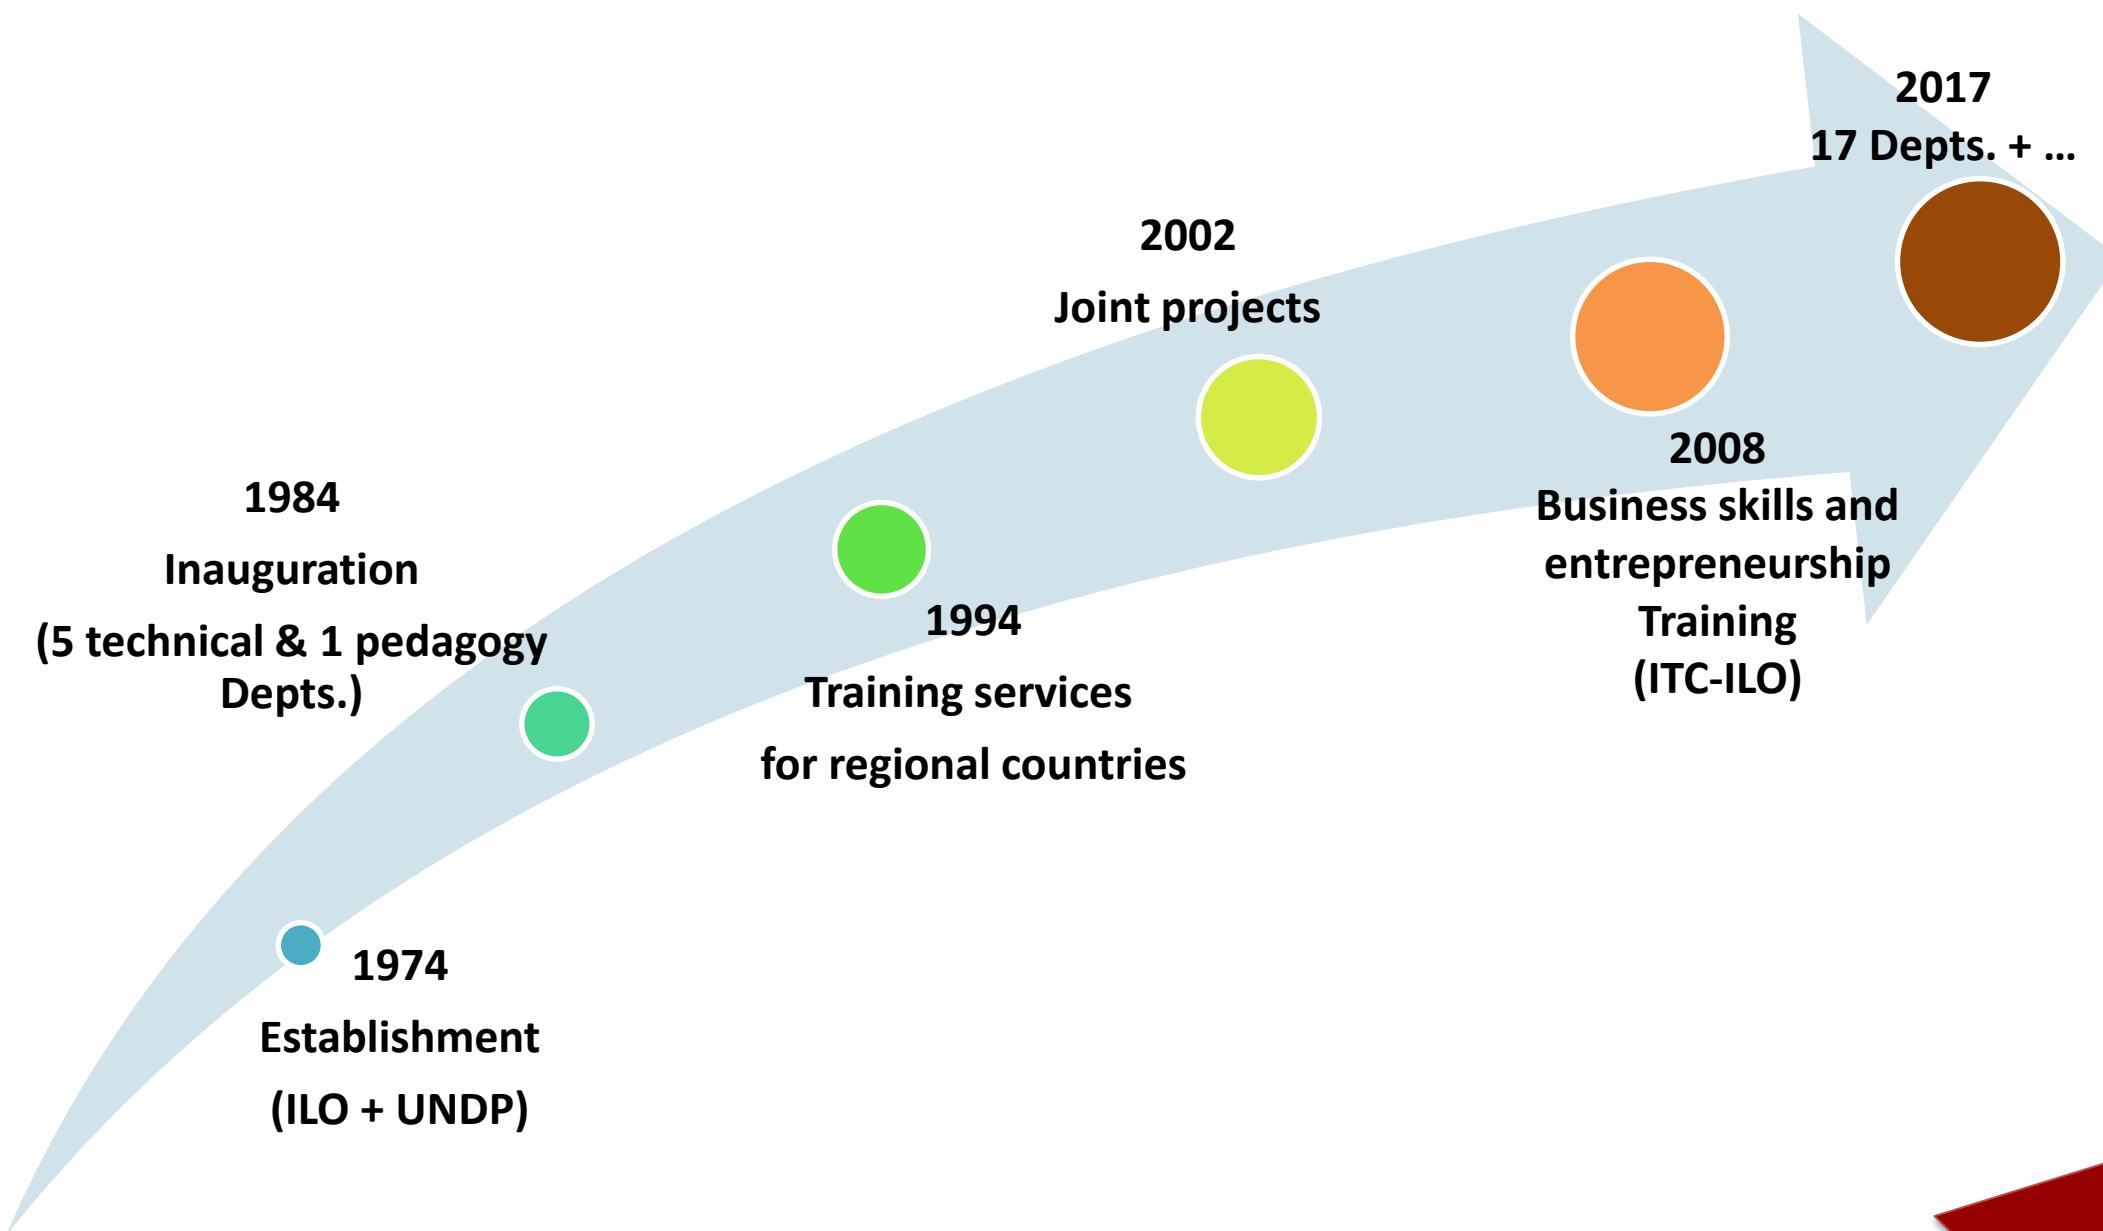 1974
Establishment
(ILO + UNDP)
1984
Inauguration
(5 technical & 1 pedagogy
Depts.)
1994
Training services
for regional countries
2002
Joint projects
2008
Business skills and
entrepreneurship
Training
(ITC-ILO)
2017
17 Depts. + ...